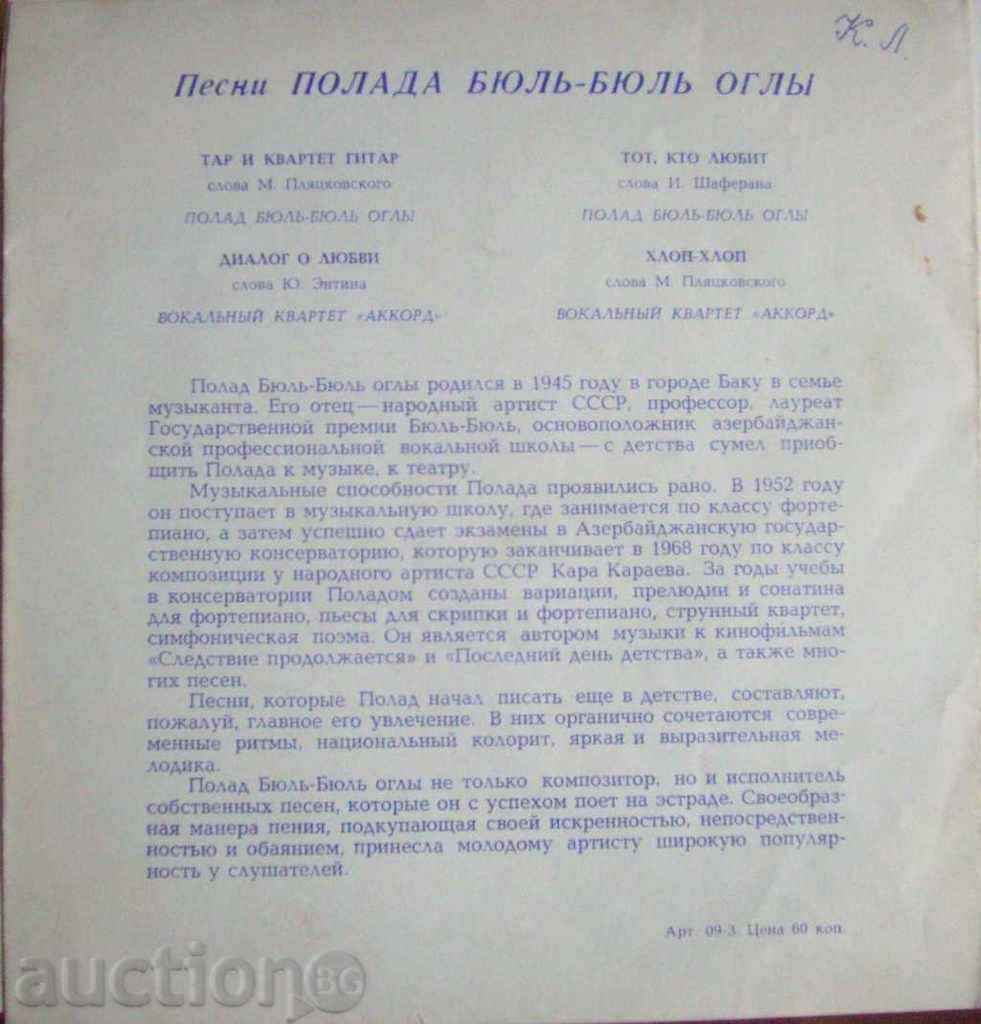 К. Л
Песни ПОЛАДА БЮЛЬ-БЮЛЬ ОГЛЫ
ТАР И КВАРТЕТ ГИТАР
слова М. Пляцковского
ПОЛАД БЮЛЬ-БЮЛЬ ОГЛЫ
ДИАЛОГ О ЛЮБВИ
слова Ю. Энтина
ВОКАЛЬНЫЙ КВАРТЕТ «АККОРД»
ТОТ, КТО ЛЮБИТ
слова И. Шаферана
ПОЛАД БЮЛЬ-БЮЛЬ ОГЛЫ
ХЛОП-ХЛОП
слова М. Пляцковского
ВОКАЛЬНЫЙ КВАРТЕТ «АККОРД»
Полад Бюль-Бюль оглы родился в 1945 году в городе Баку в семье
музыканта. Его отец — народный артист СССР, профессор, лауреат
Государственной премии Бюль-Бюль, основоположник азербайджан-
ской профессиональной вокальной школы — с детства сумел приоб-
щить Полада к музыке, к театру.
Музыкальные способности Полада проявились рано. В 1952 году
он поступает в музыкальную школу, где занимается по классу форте-
пиано, а затем успешно сдает экзамены в Азербайджанскую государ-
ственную консерваторию, которую заканчивает в 1968 году по классу
композиции у народного артиста СССР Кара Караева. За годы учебы
в консерватории Поладом созданы вариации, прелюдии и сонатина
для фортепиано, пьесы для скрипки и фортепиано, струнный квартет,
симфоническая поэма. Он является автором музыки к кинофильмам
«Следствие продолжается» и «Последний день детства», а также мно-
гих песен.
Песни, которые Полад начал писать еще в детстве, составляют,
пожалуй, главное его увлечение. В них органично сочетаются совре-
менные ритмы, национальный колорит, яркая и выразительная ме-
лодика.
Полад Бюль-Бюль оглы не только композитор, но и исполнитель
собственных песен, которые он с успехом поет на эстраде. Своеобраз-
ная манера пения, подкупающая своей искренностью, непосредствен-
ностью и обаянием, принесла молодому артисту широкую популяр-
ность у слушателей.
Арт. 09-3. Цена 60 коп.
auction BG